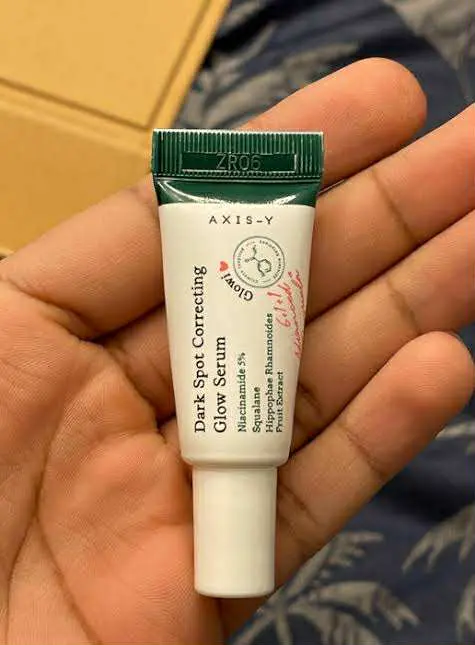 ZR06
AXIS-Y
Glow!
Dark Spot Correcting
Glow Serum
Niacinamide 5%
Squalane
Hippophae Rhamnoides
Fruit Extract